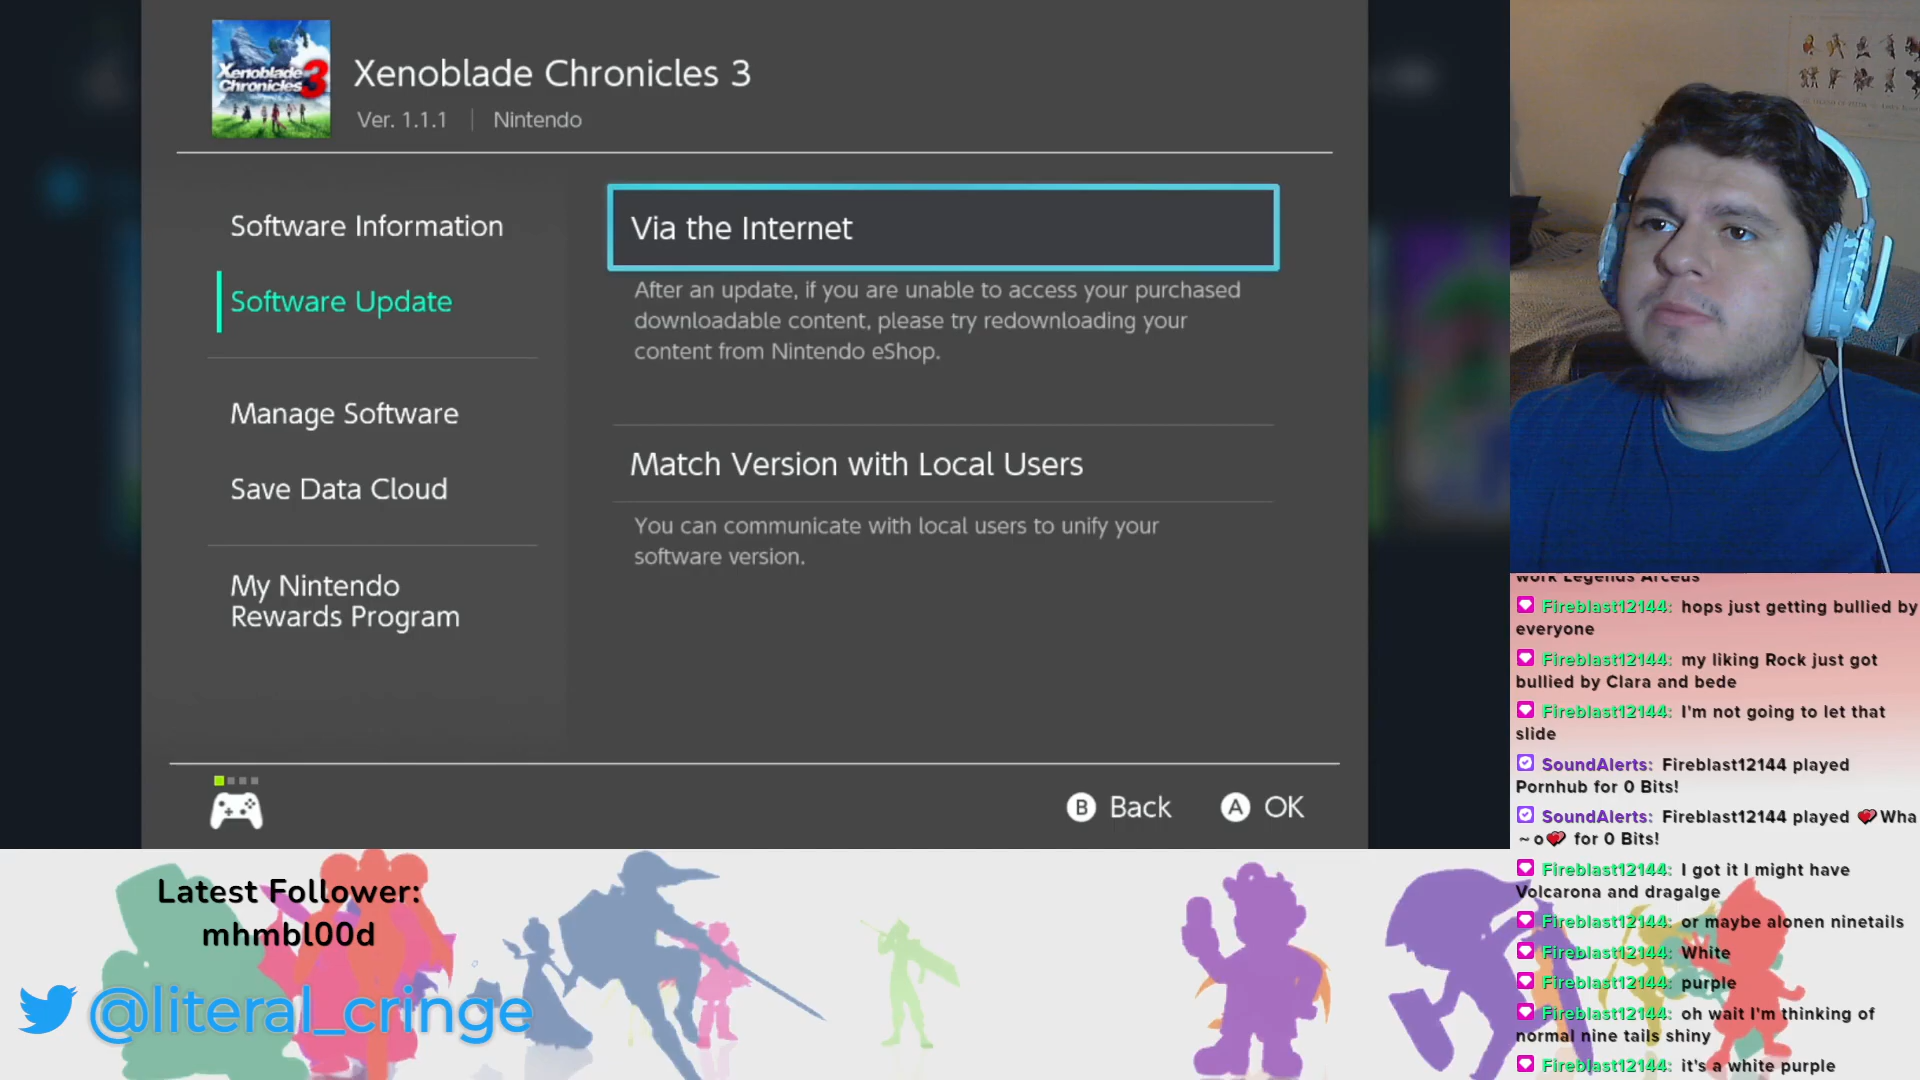 Xenoblade
Chronicles 3
Xenoblade Chronicles 3
Ver. 1.1.1 | Nintendo
Software Information
Software Update
Manage Software
Save Data Cloud
My Nintendo
Rewards Program
Via the Internet
After an update, if you are unable to access your purchased
downloadable content, please try redownloading your
content from Nintendo eShop.
Match Version with Local Users
You can communicate with local users to unify your
software version.
B Back A OK
work Legends Arceus
Fireblast12144: hops just getting bullied by
everyone
Fireblast12144: my liking Rock just got
bullied by Clara and bede
Fireblast12144: I'm not going to let that
slide
SoundAlerts: Fireblast12144 played
Pornhub for 0 Bits!
SoundAlerts: Fireblast12144 played 💕Wha
~o💕 for 0 Bits!
Fireblast12144: I got it I might have
Volcarona and dragalge
Fireblast12144: or maybe alonen ninetails
Fireblast12144: White
Fireblast12144: purple
Fireblast12144: oh wait I'm thinking of
normal nine tails shiny
Fireblast12144: it's a white purple
Latest Follower:
mhmbl00d
@literal_cringe